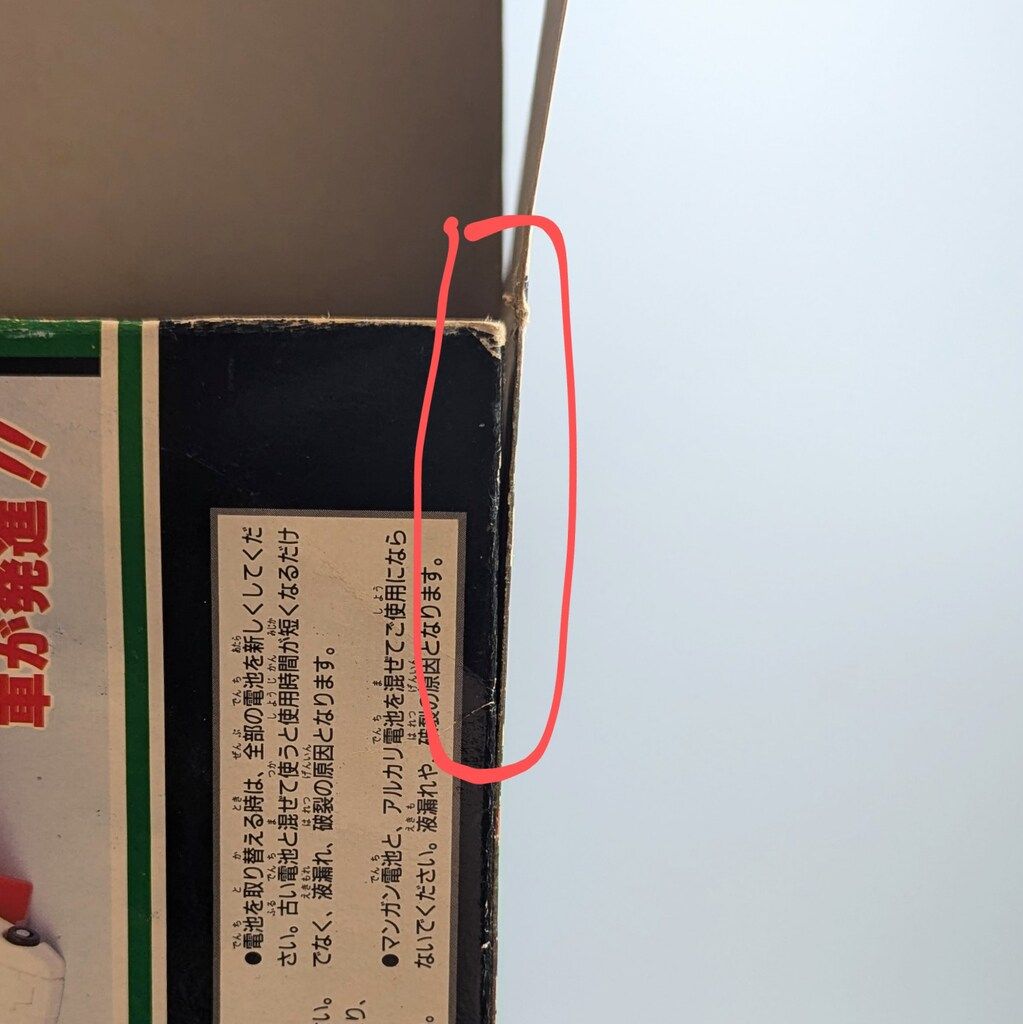 車が発進!!
●電池を取り替える時は、全部の電池を新しくしてくだ
さい。古い電池と混ぜて使うと使用時間が短くなるだけ
でなく、液漏れ、破裂の原因となります。
●マンガン電池と、アルカリ電池を混ぜてご使用になら
ないでください。液漏れや、破裂の原因となります。
い。
り、
。